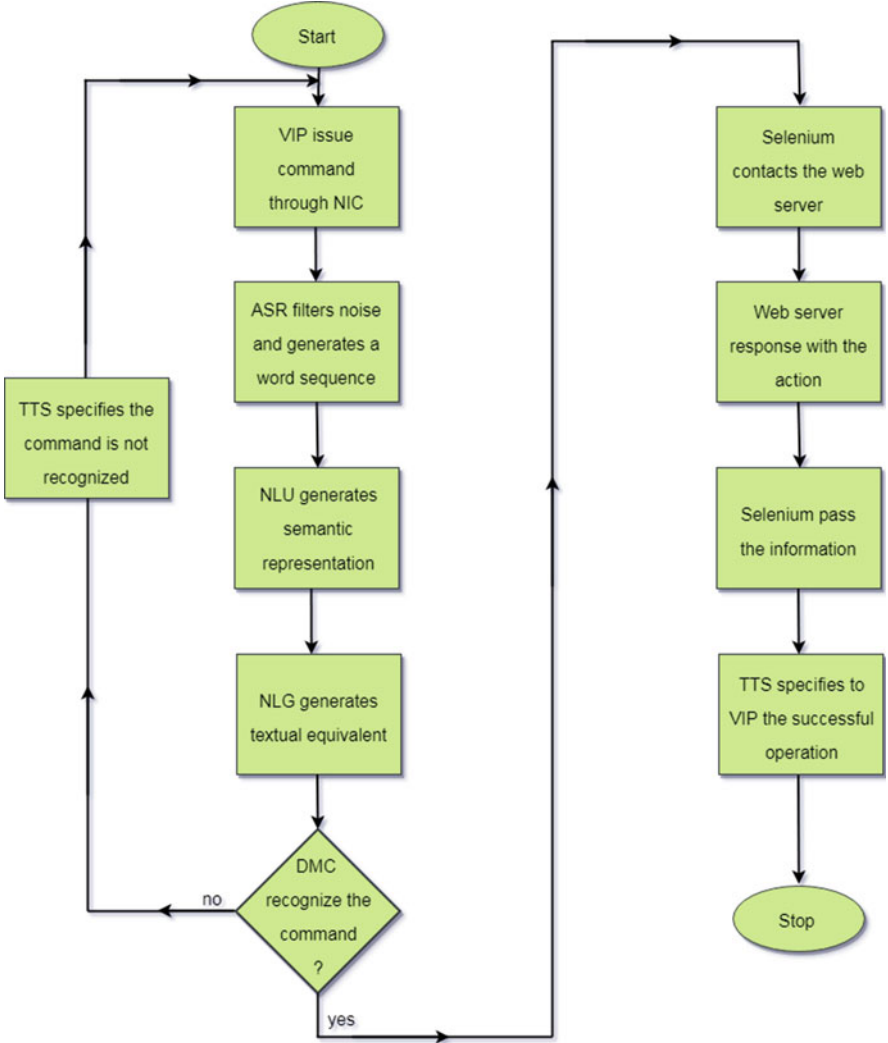 Start
VIP issue
command
through NIC
ASR filters noise
and generates a
word sequence
NLU generates
semantic
representation
NLG generates
textual equivalent
DMC
recognize the
command
?
no
yes
TTS specifies the
command is not
recognized
Selenium
contacts the web
server
Web server
response with the
action
Selenium pass
the information
TTS specifies to
VIP the successful
operation
Stop